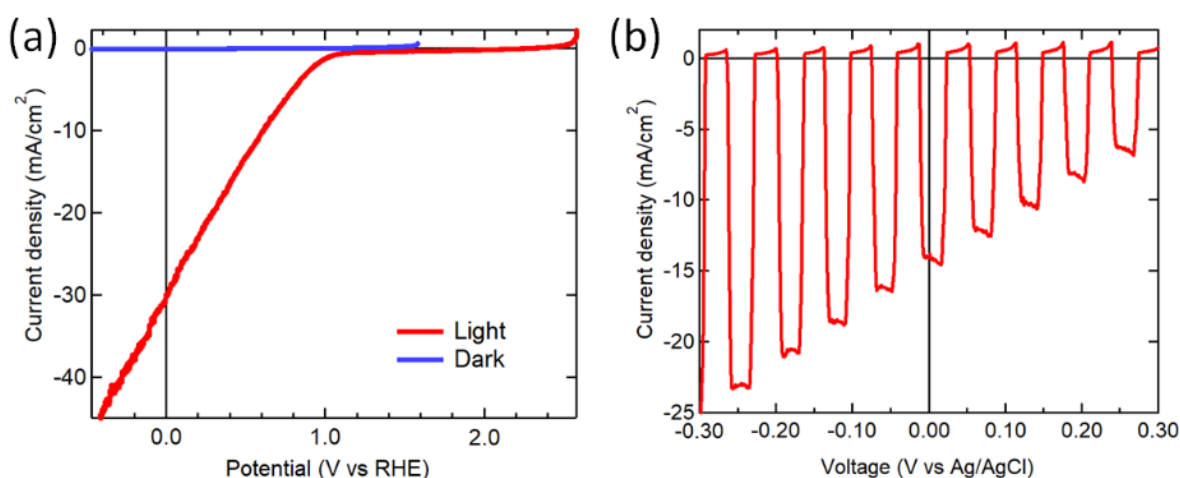 (a)
0
-10
-20
-30
-40
Current density (mA/cm²)
Light
Dark
0.0 1.0 2.0
Potential (V vs RHE)
(b)
0
-5
-10
-15
-20
-25
Current density (mA/cm²)
-0.30 -0.20 -0.10 0.00 0.10 0.20 0.30
Voltage (V vs Ag/AgCl)